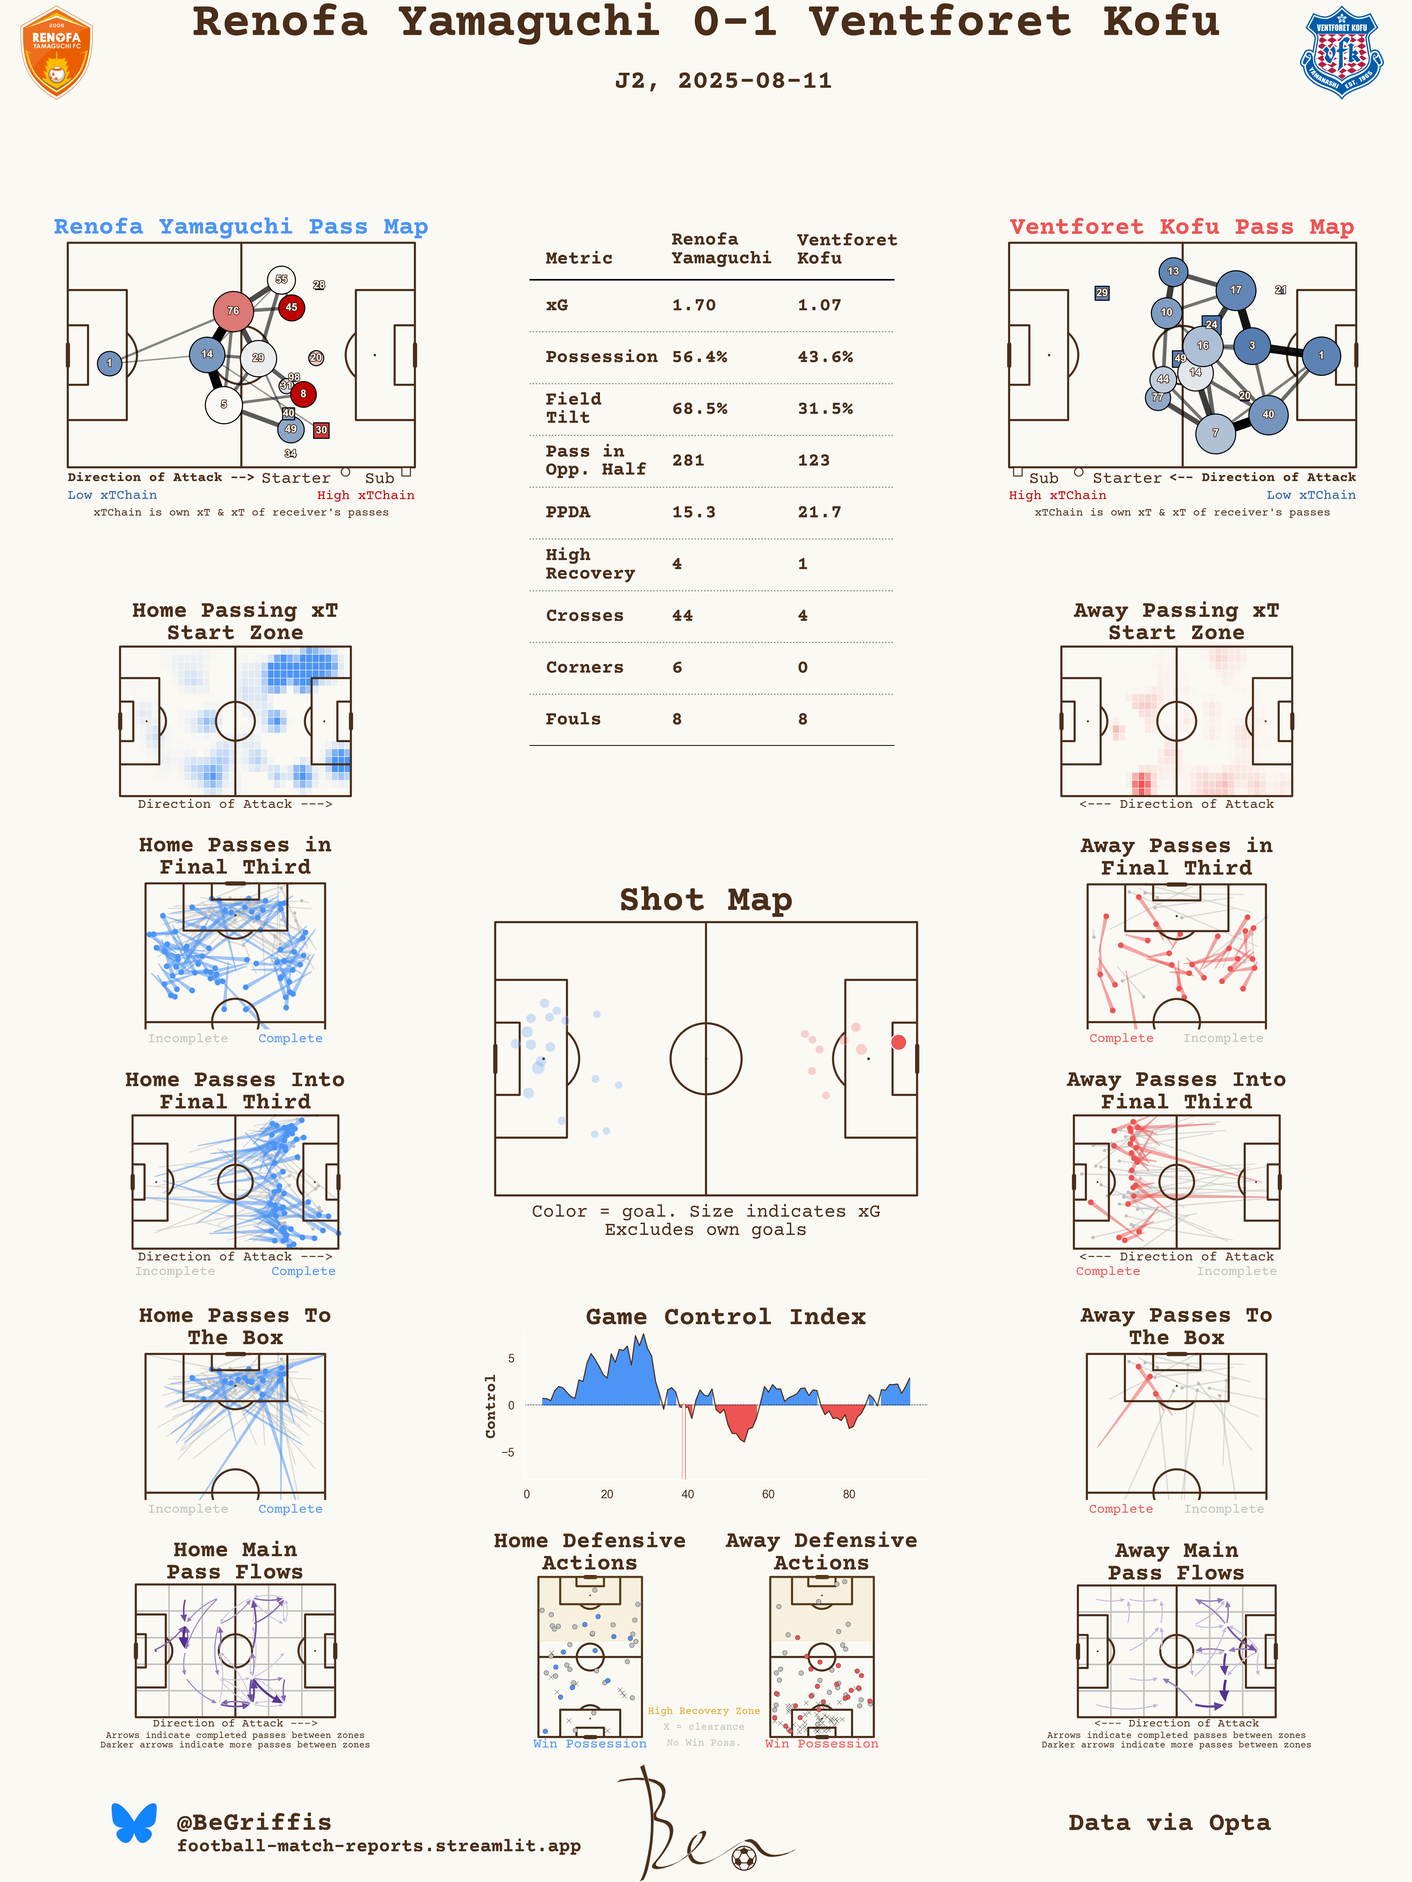 Renofa Yamaguchi 0-1 Ventforet Kofu
J2, 2025-08-11
2006
RENOFA
YAMAGUCHI FC
VENTFORET KOFU
vfk
YAMANASHI EST. 1965
Renofa Yamaguchi Pass Map
55
28
76
45
14
29
20
1
98
31
8
5
40
49
30
34
Direction of Attack --> Starter Sub
Low xTChain High xTChain
xTChain is own xT & xT of receiver's passes
Metric Renofa Yamaguchi Ventforet Kofu
xG 1.70 1.07
Possession 56.4% 43.6%
Field Tilt 68.5% 31.5%
Pass in Opp. Half 281 123
PPDA 15.3 21.7
High Recovery 4 1
Crosses 44 4
Corners 6 0
Fouls 8 8
Ventforet Kofu Pass Map
13
29
17
21
10
24
16
3
1
49
14
44
77
20
40
7
Sub Starter <-- Direction of Attack
High xTChain Low xTChain
xTChain is own xT & xT of receiver's passes
Home Passing xT
Start Zone
Direction of Attack --->
Away Passing xT
Start Zone
<--- Direction of Attack
Home Passes in
Final Third
Incomplete Complete
Away Passes in
Final Third
Complete Incomplete
Shot Map
Color = goal. Size indicates xG
Excludes own goals
Home Passes Into
Final Third
Direction of Attack --->
Incomplete Complete
Away Passes Into
Final Third
<--- Direction of Attack
Complete Incomplete
Home Passes To
The Box
Incomplete Complete
Game Control Index
Control
5
0
−5
0 20 40 60 80
Away Passes To
The Box
Complete Incomplete
Home Main
Pass Flows
Direction of Attack --->
Arrows indicate completed passes between zones
Darker arrows indicate more passes between zones
Home Defensive
Actions
Win Possession
High Recovery Zone
X = clearance
No Win Poss.
Away Defensive
Actions
Win Possession
Away Main
Pass Flows
<--- Direction of Attack
Arrows indicate completed passes between zones
Darker arrows indicate more passes between zones
@BeGriffis
football-match-reports.streamlit.app
Ben
Data via Opta